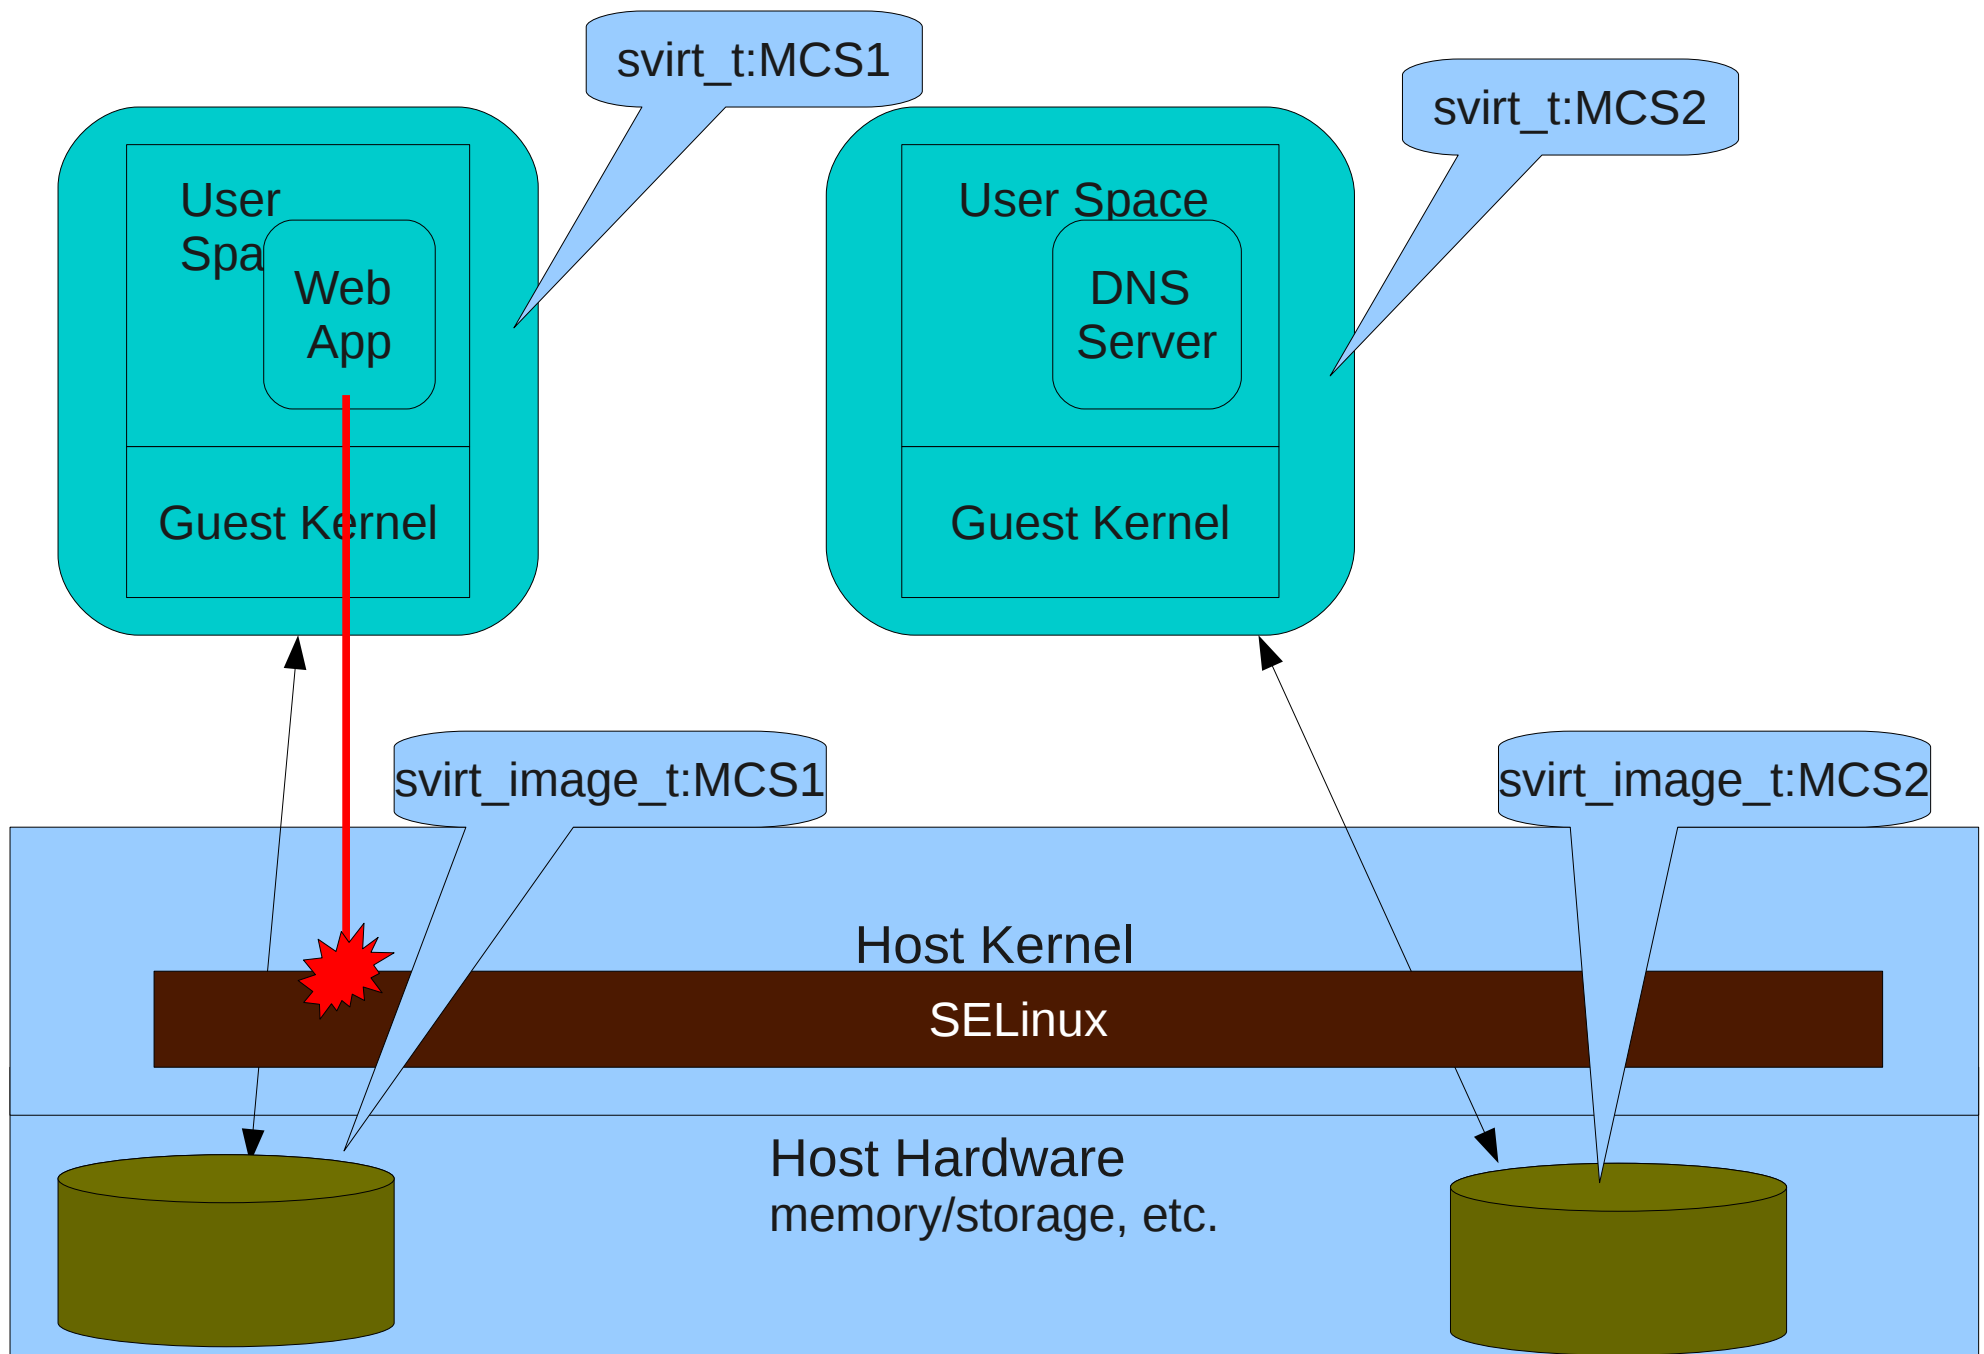 svirt_t:MCS1
svirt_t:MCS2
User
Spa
Web
App
User Space
DNS
Server
Guest Kernel
Guest Kernel
svirt_image_t:MCS1
svirt_image_t:MCS2
Host Kernel
SELinux
Host Hardware
memory/storage, etc.